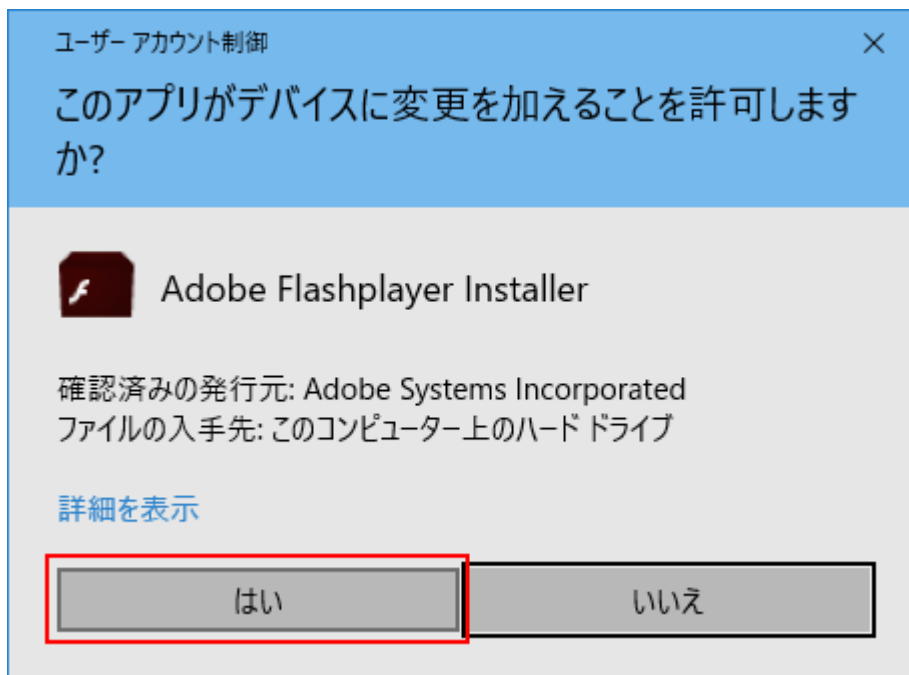 ユーザー アカウント制御
このアプリがデバイスに変更を加えることを許可します
か?
Adobe Flashplayer Installer
確認済みの発行元: Adobe Systems Incorporated
ファイルの入手先: このコンピューター上のハード ドライブ
詳細を表示
はい
いいえ